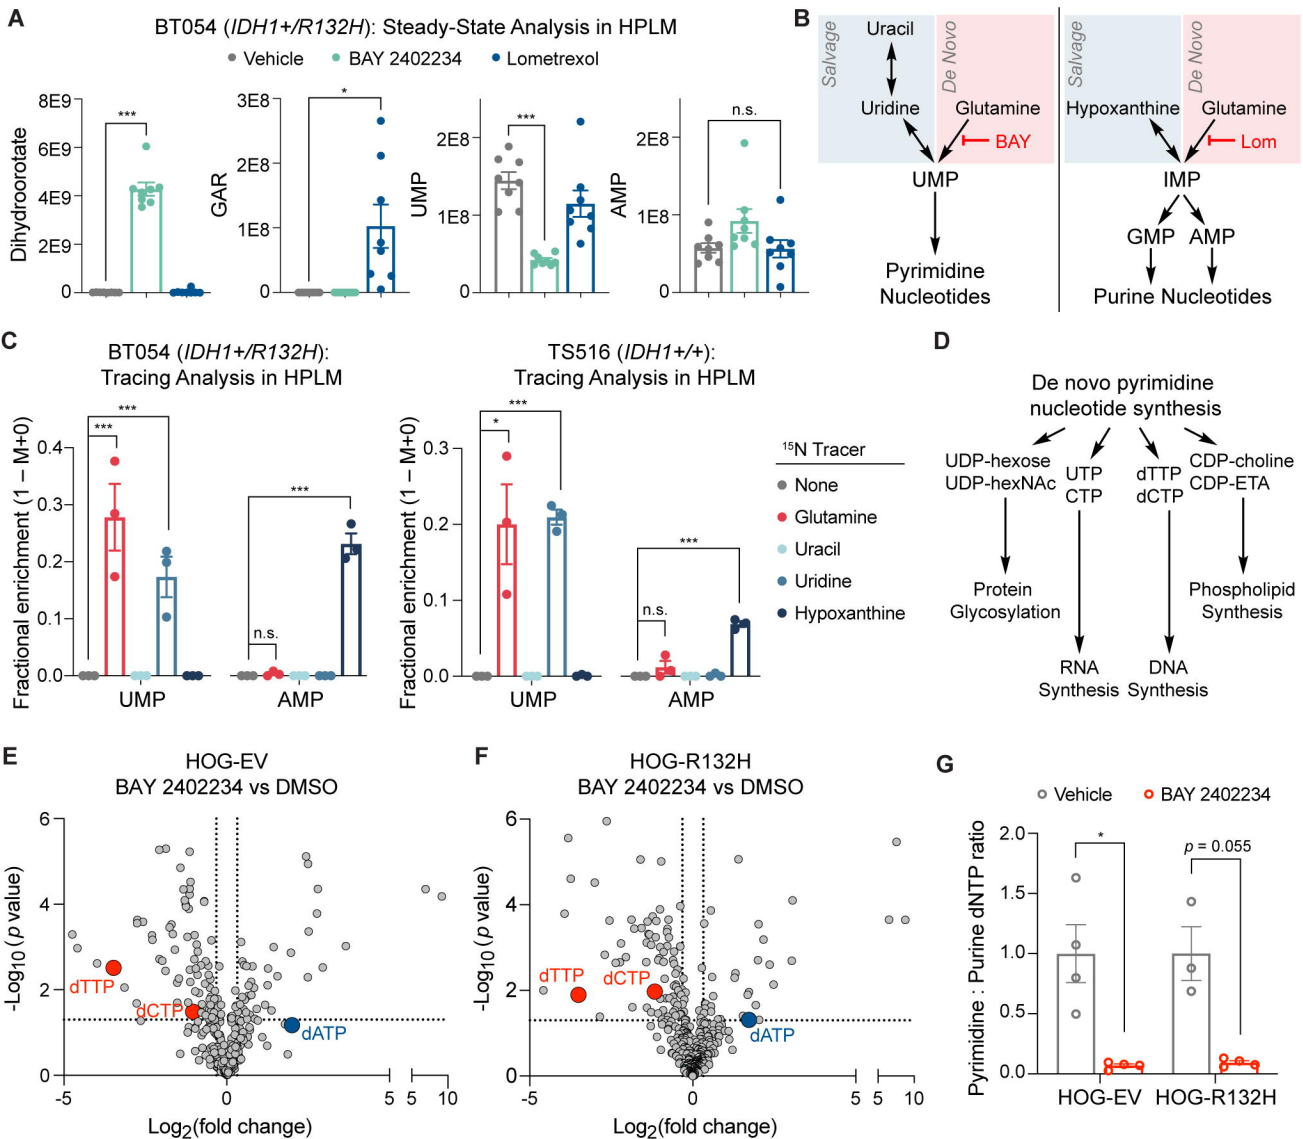 A
BT054 (IDH1+/R132H): Steady-State Analysis in HPLM
Vehicle
BAY 2402234
Lometrexol
Dihydroorotate
8E9
6E9
4E9
2E9
0
***
GAR
3E8
2E8
1E8
0
*
UMP
2E8
1E8
0
***
AMP
2E8
1E8
0
n.s.
B
Salvage
Uracil
De Novo
Uridine
Glutamine
BAY
UMP
Pyrimidine
Nucleotides
Salvage
De Novo
Hypoxanthine
Glutamine
Lom
IMP
GMP
AMP
Purine Nucleotides
C
BT054 (IDH1+/R132H):
Tracing Analysis in HPLM
Fractional enrichment (1 – M+0)
0.4
0.3
0.2
0.1
0.0
***
***
n.s.
***
UMP
AMP
TS516 (IDH1+/+):
Tracing Analysis in HPLM
Fractional enrichment (1 – M+0)
0.3
0.2
0.1
0.0
***
*
n.s.
***
UMP
AMP
¹⁵N Tracer
None
Glutamine
Uracil
Uridine
Hypoxanthine
D
De novo pyrimidine
nucleotide synthesis
UDP-hexose
UDP-hexNAc
UTP
CTP
dTTP
dCTP
CDP-choline
CDP-ETA
Protein
Glycosylation
Phospholipid
Synthesis
RNA
Synthesis
DNA
Synthesis
E
HOG-EV
BAY 2402234 vs DMSO
-Log₁₀(p value)
6
4
2
0
dTTP
dCTP
dATP
-5
0
5
5
10
Log₂(fold change)
F
HOG-R132H
BAY 2402234 vs DMSO
-Log₁₀(p value)
6
4
2
0
dTTP
dCTP
dATP
-5
0
5
5
10
Log₂(fold change)
G
Vehicle
BAY 2402234
Pyrimidine : Purine dNTP ratio
2.0
1.5
1.0
0.5
0.0
*
p = 0.055
HOG-EV
HOG-R132H